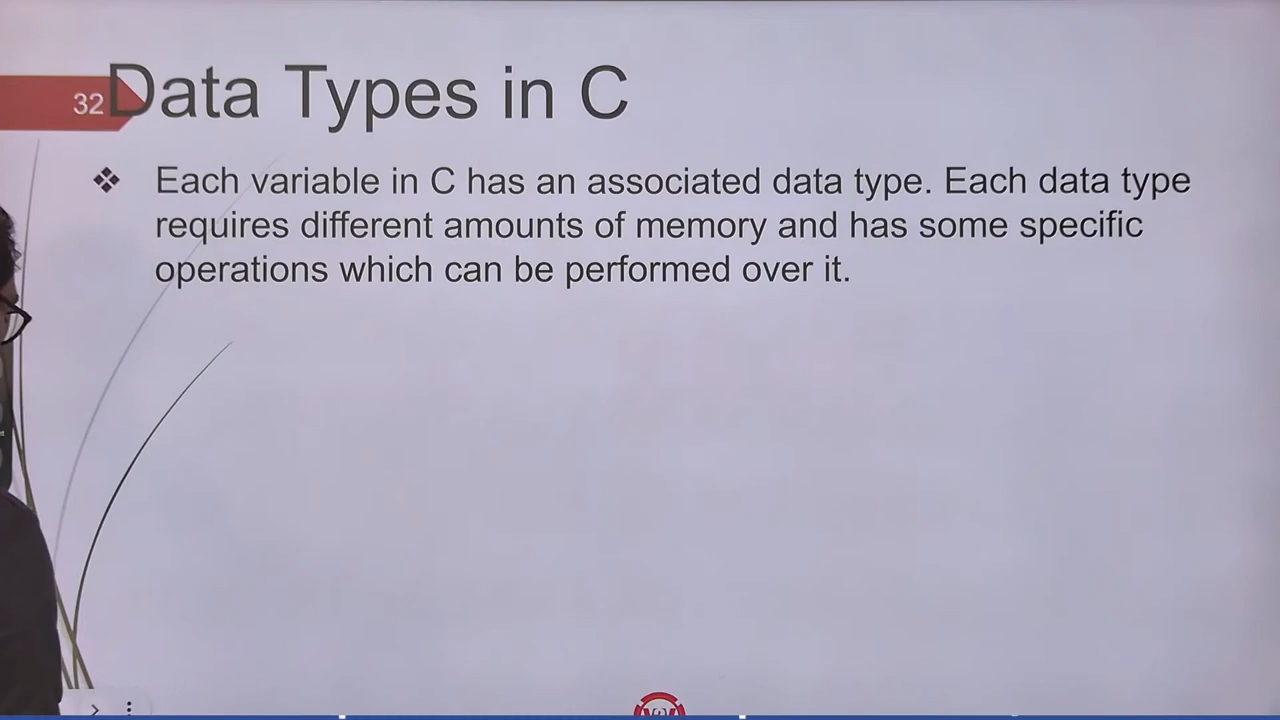 32
Data Types in C
Each variable in C has an associated data type. Each data type
requires different amounts of memory and has some specific
operations which can be performed over it.